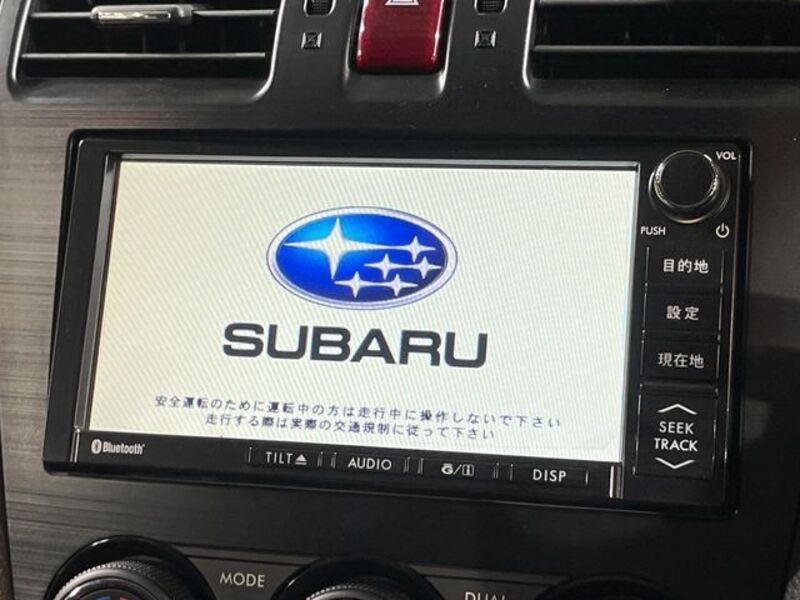 VOL
PUSH
目的地
設定
現在地
SEEK
TRACK
SUBARU
安全運転のために運転中の方は走行中に操作しないで下さい
走行する際は実際の交通規制に従って下さい
Bluetooth
TILT
AUDIO
DISP
MODE
DUAL